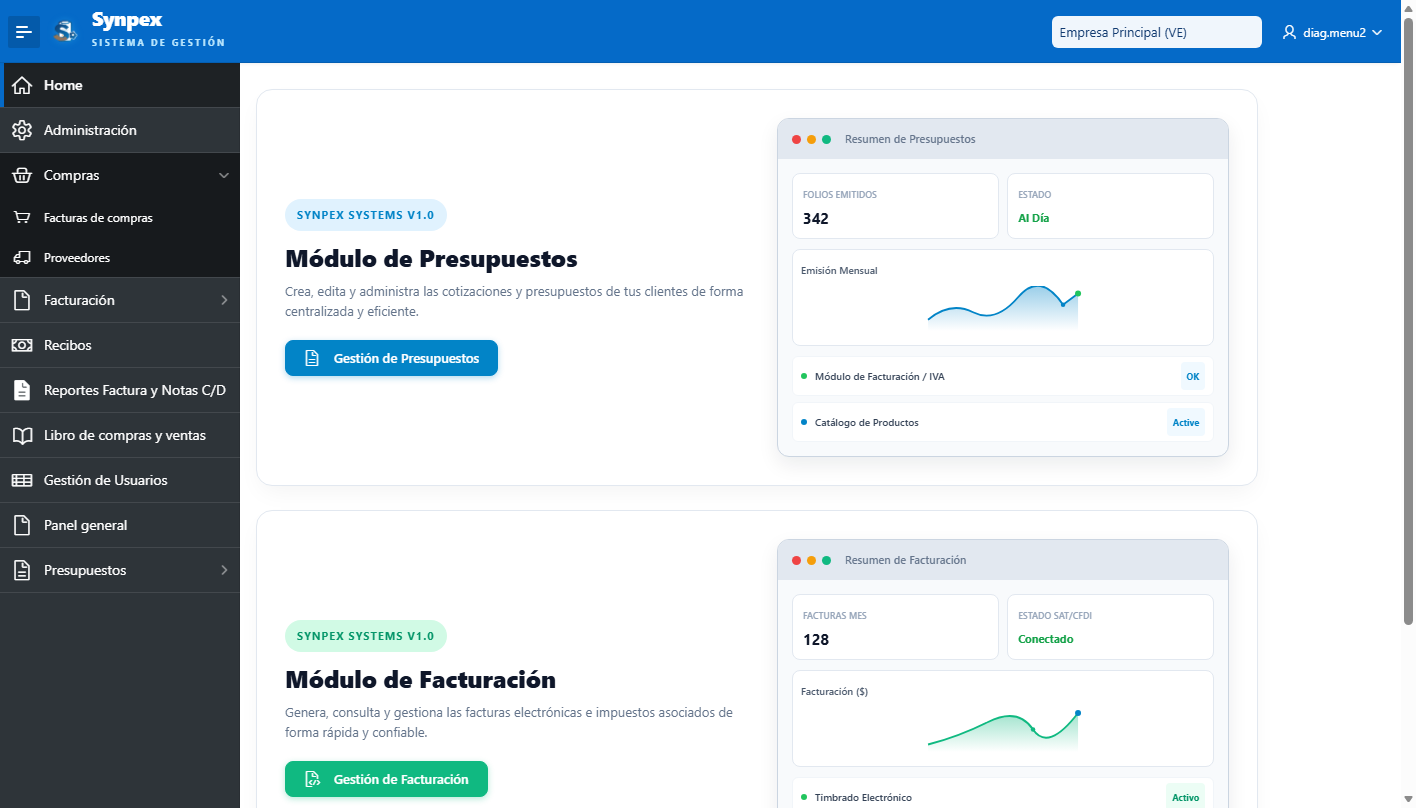 Synpex
SISTEMA DE GESTIÓN
Empresa Principal (VE)
diag.menu2
Home
Administración
Compras
Facturas de compras
Proveedores
Facturación
Recibos
Reportes Factura y Notas C/D
Libro de compras y ventas
Gestión de Usuarios
Panel general
Presupuestos
SYNPEX SYSTEMS V1.0
Módulo de Presupuestos
Crea, edita y administra las cotizaciones y presupuestos de tus clientes de forma
centralizada y eficiente.
Gestión de Presupuestos
Resumen de Presupuestos
FOLIOS EMITIDOS
342
ESTADO
Al Día
Emisión Mensual
Módulo de Facturación / IVA
OK
Catálogo de Productos
Active
SYNPEX SYSTEMS V1.0
Módulo de Facturación
Genera, consulta y gestiona las facturas electrónicas e impuestos asociados de
forma rápida y confiable.
Gestión de Facturación
Resumen de Facturación
FACTURAS MES
128
ESTADO SAT/CFDI
Conectado
Facturación ($)
Timbrado Electrónico
Activo